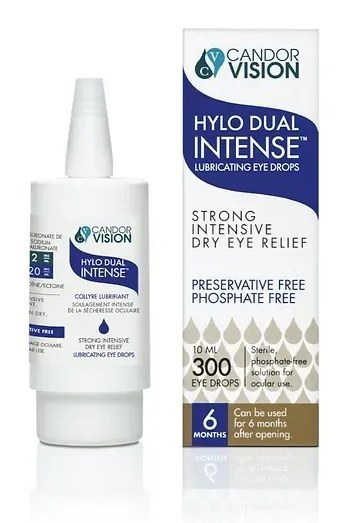 CANDOR
VISION
HYLO DUAL
INTENSE™
LUBRICATING EYE DROPS
STRONG
INTENSIVE
DRY EYE RELIEF
PRESERVATIVE FREE
PHOSPHATE FREE
10 ML
300
EYE DROPS
Sterile,
phosphate-free
solution for
ocular use.
6
MONTHS
Can be used
for 6 months
after opening.
CANDOR
VISION
HYLO DUAL
INTENSE™
COLLYRE LUBRIFIANT
SOULAGEMENT INTENSIF
DE LA SÉCHERESSE OCULAIRE
STRONG INTENSIVE
DRY EYE RELIEF
LUBRICATING EYE DROPS
SODIUM
2
20